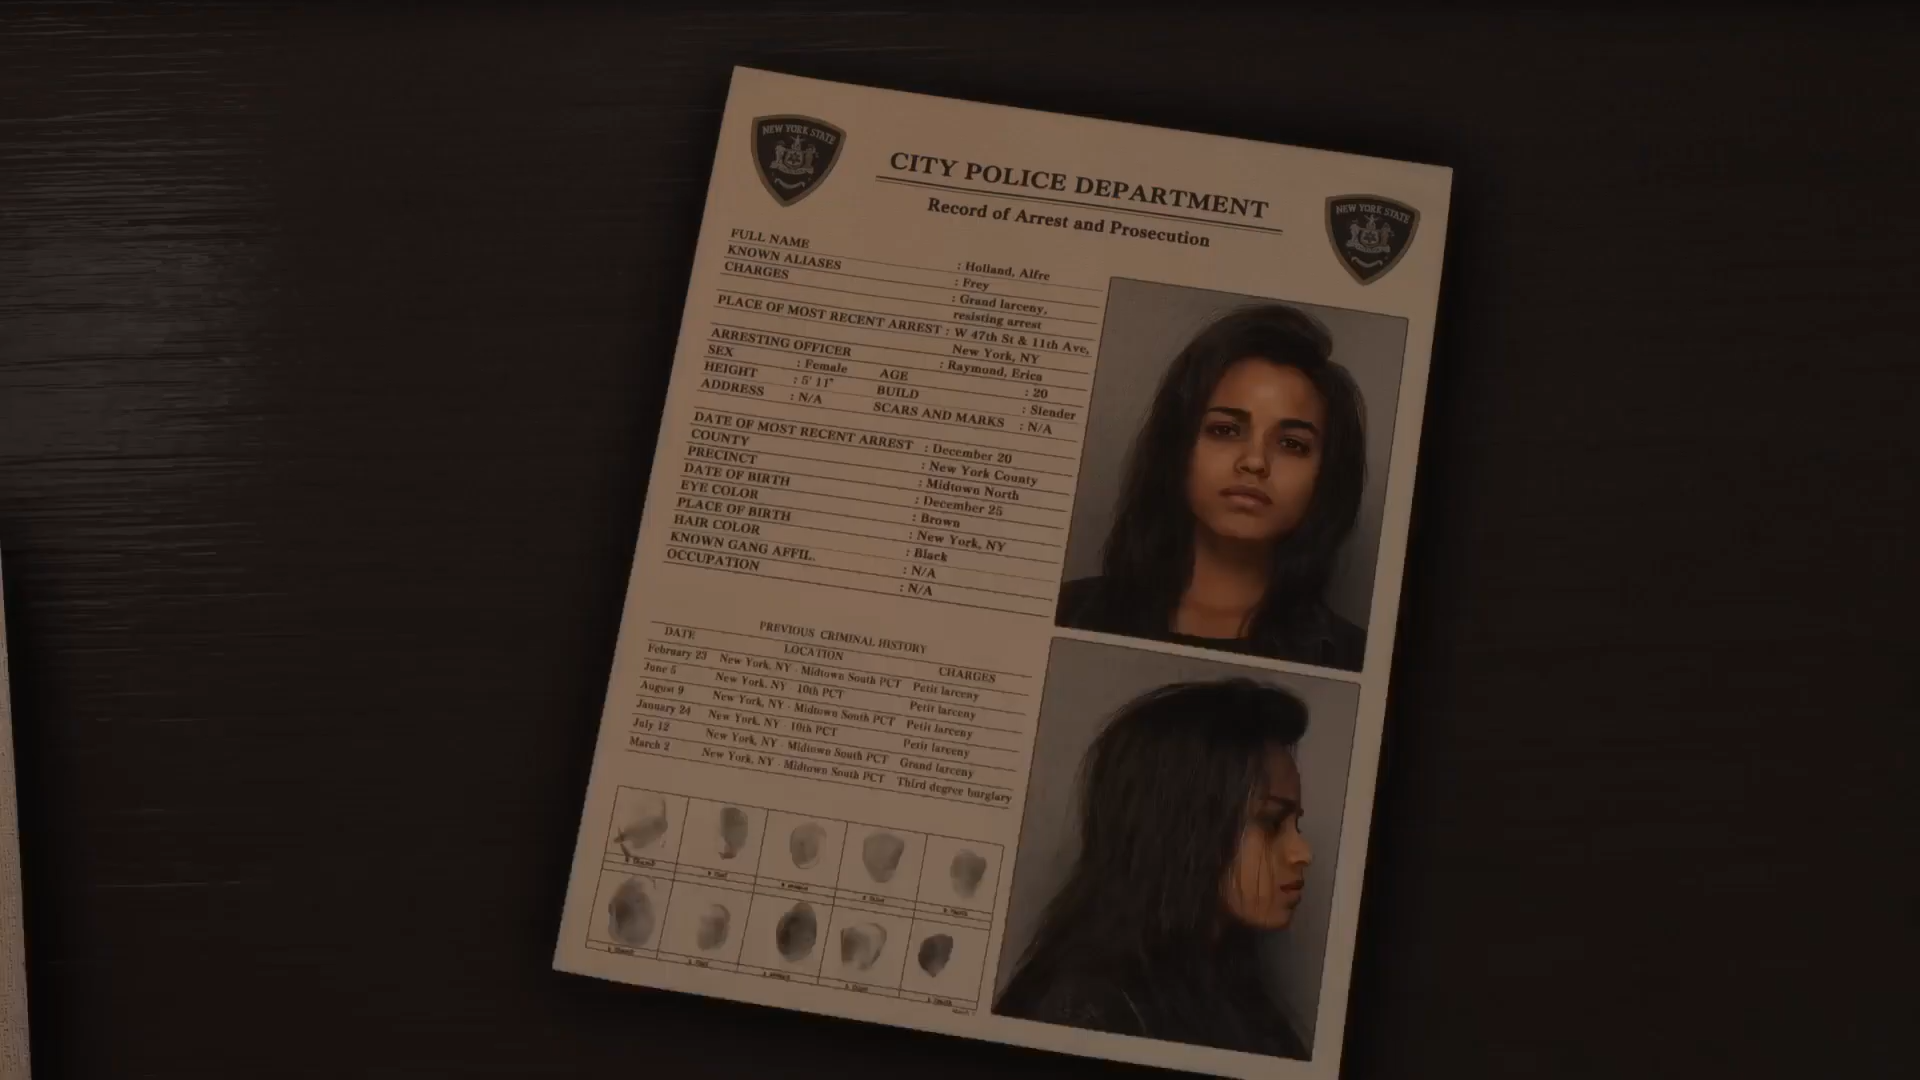 NEW YORK STATE
CITY POLICE DEPARTMENT
NEW YORK STATE
Record of Arrest and Prosecution
FULL NAME : Holland, Alfre
KNOWN ALIASES : Frey
CHARGES : Grand larceny,
resisting arrest
PLACE OF MOST RECENT ARREST : W 47th St & 11th Ave,
New York, NY
ARRESTING OFFICER : Raymond, Erica
SEX : Female AGE : 20
HEIGHT : 5' 11" BUILD : Slender
ADDRESS : N/A SCARS AND MARKS : N/A
DATE OF MOST RECENT ARREST : December 20
COUNTY : New York County
PRECINCT : Midtown North
DATE OF BIRTH : December 25
EYE COLOR : Brown
PLACE OF BIRTH : New York, NY
HAIR COLOR : Black
KNOWN GANG AFFIL. : N/A
OCCUPATION : N/A
PREVIOUS CRIMINAL HISTORY
DATE LOCATION CHARGES
February 23 New York, NY - Midtown South PCT Petit larceny
June 5 New York, NY - 10th PCT Petit larceny
August 9 New York, NY - Midtown South PCT Petit larceny
January 24 New York, NY - 10th PCT Petit larceny
July 12 New York, NY - Midtown South PCT Grand larceny
March 2 New York, NY - Midtown South PCT Third degree burglary